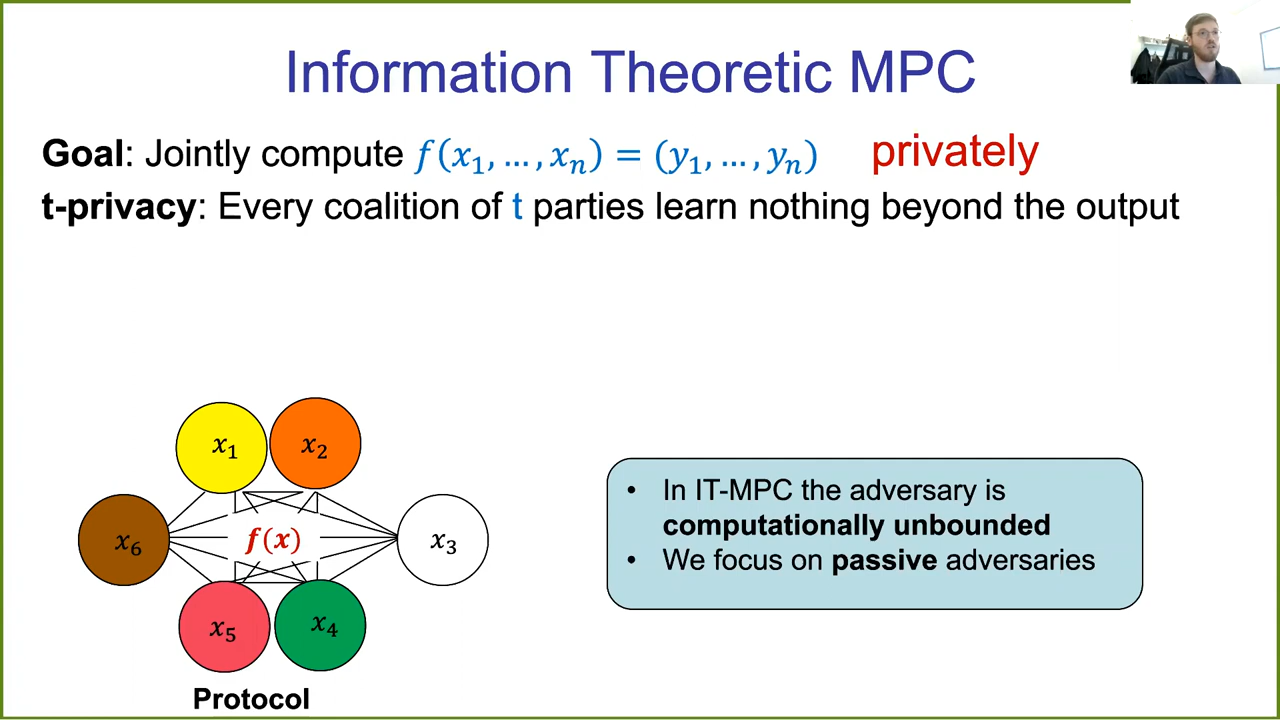 Information Theoretic MPC
Goal: Jointly compute f(x₁, … , xₙ) = (y₁, … , yₙ) privately
t-privacy: Every coalition of t parties learn nothing beyond the output
x₁ x₂
x₆ f(x) x₃
x₅ x₄
Protocol
• In IT-MPC the adversary is
computationally unbounded
• We focus on passive adversaries